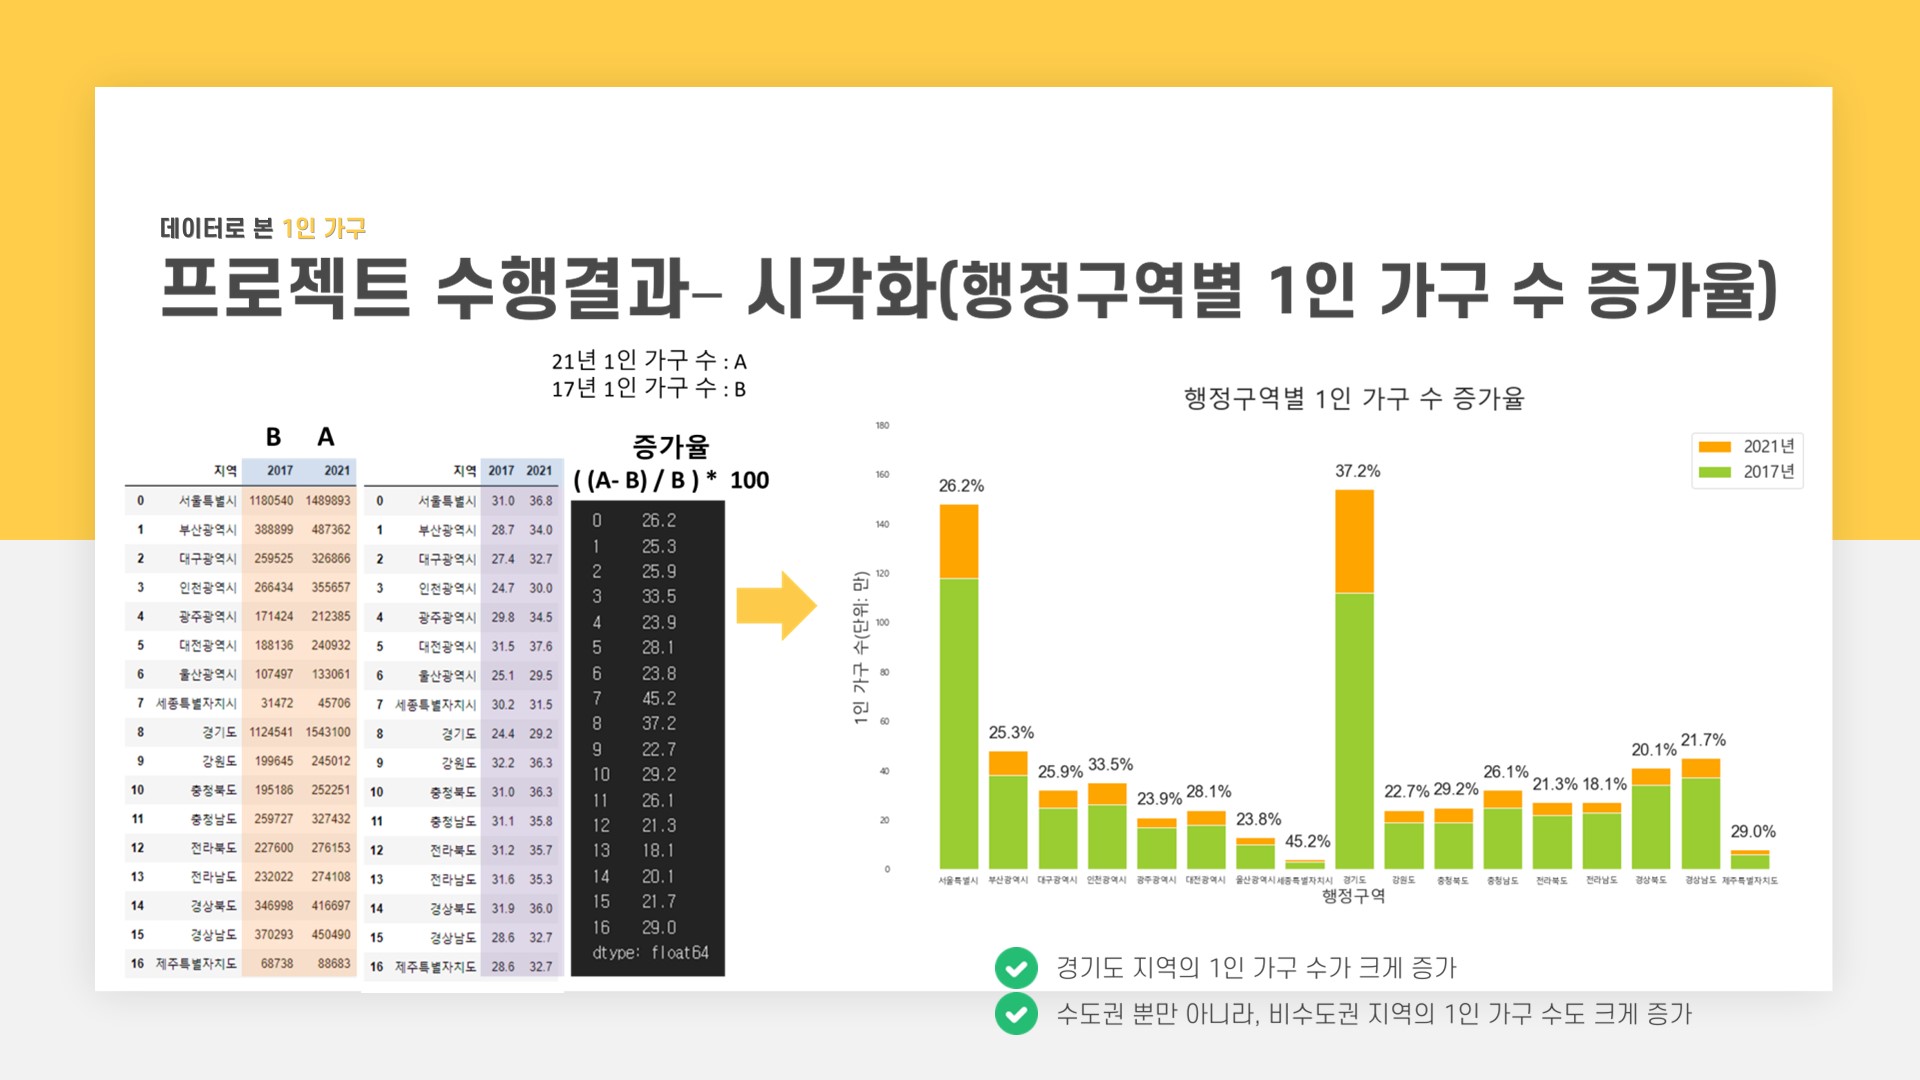 데이터로 본 1인 가구
프로젝트 수행결과– 시각화(행정구역별 1인 가구 수 증가율)
21년 1인 가구 수 : A
17년 1인 가구 수 : B
B A
지역 2017 2021
0 서울특별시 1180540 1489893
1 부산광역시 388899 487362
2 대구광역시 259525 326866
3 인천광역시 266434 355657
4 광주광역시 171424 212385
5 대전광역시 188136 240932
6 울산광역시 107497 133061
7 세종특별자치시 31472 45706
8 경기도 1124541 1543100
9 강원도 199645 245012
10 충청북도 195186 252251
11 충청남도 259727 327432
12 전라북도 227600 276153
13 전라남도 232022 274108
14 경상북도 346998 416697
15 경상남도 370293 450490
16 제주특별자치도 68738 88683
지역 2017 2021
0 서울특별시 31.0 36.8
1 부산광역시 28.7 34.0
2 대구광역시 27.4 32.7
3 인천광역시 24.7 30.0
4 광주광역시 29.8 34.5
5 대전광역시 31.5 37.6
6 울산광역시 25.1 29.5
7 세종특별자치시 30.2 31.5
8 경기도 24.4 29.2
9 강원도 32.2 36.3
10 충청북도 31.0 36.3
11 충청남도 31.1 35.8
12 전라북도 31.2 35.7
13 전라남도 31.6 35.3
14 경상북도 31.9 36.0
15 경상남도 28.6 32.7
16 제주특별자치도 28.6 32.7
증가율
( (A- B) / B ) * 100
0 26.2
1 25.3
2 25.9
3 33.5
4 23.9
5 28.1
6 23.8
7 45.2
8 37.2
9 22.7
10 29.2
11 26.1
12 21.3
13 18.1
14 20.1
15 21.7
16 29.0
dtype: float64
행정구역별 1인 가구 수 증가율
2021년
2017년
1인 가구 수(단위: 만)
180
160
140
120
100
80
60
40
20
0
26.2% 25.3% 25.9% 33.5% 23.9% 28.1% 23.8% 45.2% 37.2% 22.7% 29.2% 26.1% 21.3% 18.1% 20.1% 21.7% 29.0%
서울특별시 부산광역시 대구광역시 인천광역시 광주광역시 대전광역시 울산광역시 세종특별자치시 경기도 강원도 충청북도 충청남도 전라북도 전라남도 경상북도 경상남도 제주특별자치도
행정구역
경기도 지역의 1인 가구 수가 크게 증가
수도권 뿐만 아니라, 비수도권 지역의 1인 가구 수도 크게 증가